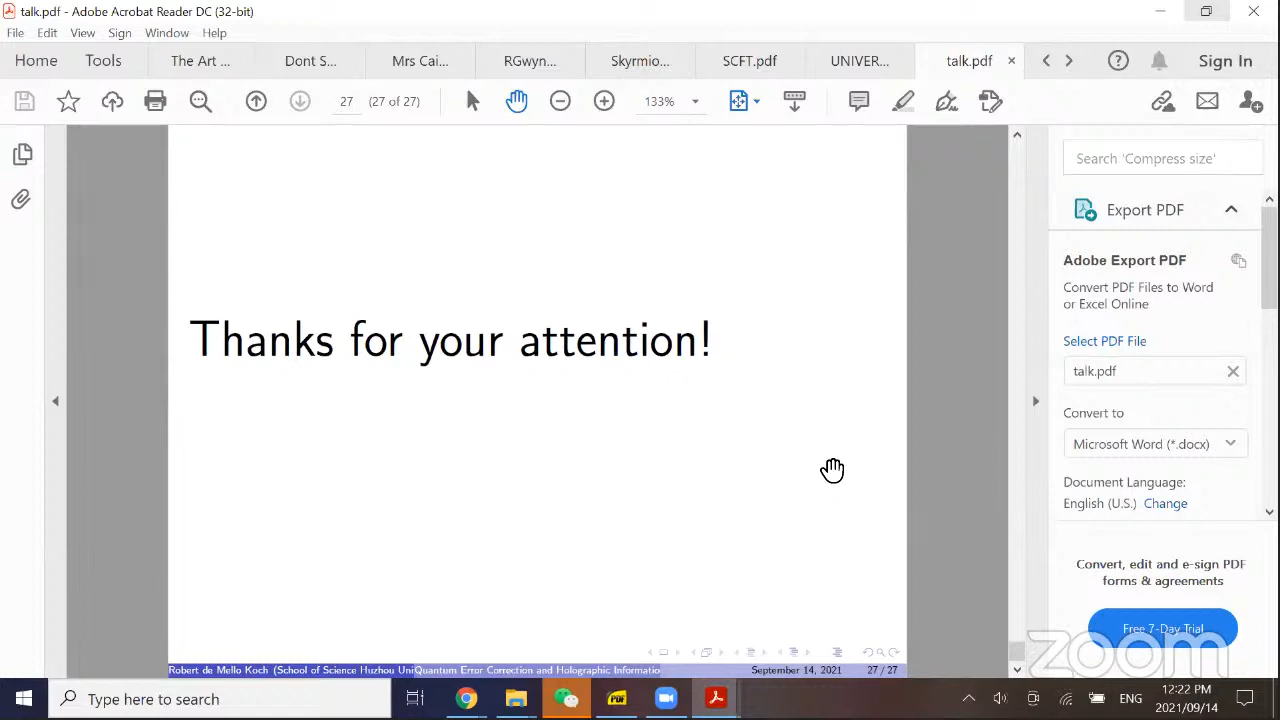 talk.pdf - Adobe Acrobat Reader DC (32-bit)
File Edit View Sign Window Help
Home Tools The Art ... Dont S... Mrs Cai... RGwyn... Skyrmio... SCFT.pdf UNIVER... talk.pdf × Sign In
27 (27 of 27) 133%
Search 'Compress size'
Export PDF
Adobe Export PDF
Convert PDF Files to Word
or Excel Online
Select PDF File
talk.pdf
Convert to
Microsoft Word (*.docx)
Document Language:
English (U.S.) Change
Convert, edit and e-sign PDF
forms & agreements
Free 7-Day Trial
Thanks for your attention!
Robert de Mello Koch (School of Science Huzhou Uni Quantum Error Correction and Holographic Informatio September 14, 2021 27 / 27
zoom
Type here to search
ENG
12:22 PM
2021/09/14